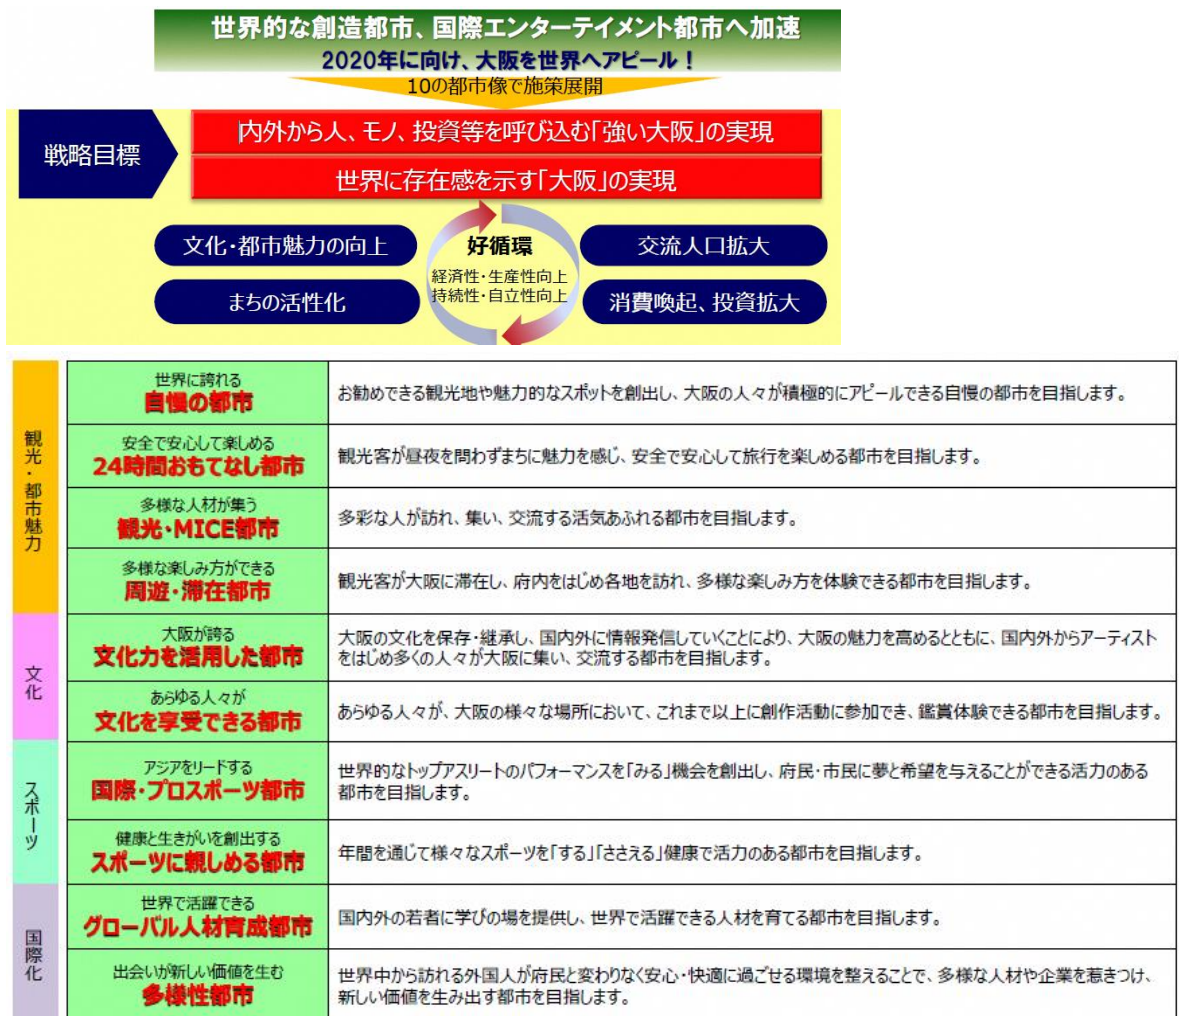 世界的な創造都市、国際エンターテイメント都市へ加速
2020年に向け、大阪を世界へアピール！
10の都市像で施策展開
戦略目標
内外から人、モノ、投資等を呼び込む「強い大阪」の実現
世界に存在感を示す「大阪」の実現
文化・都市魅力の向上
好循環
交流人口拡大
経済性・生産性向上
持続性・自立性向上
まちの活性化
消費喚起、投資拡大
観光・都市魅力
世界に誇れる
自慢の都市
お勧めできる観光地や魅力的なスポットを創出し、大阪の人々が積極的にアピールできる自慢の都市を目指します。
安全で安心して楽しめる
24時間おもてなし都市
観光客が昼夜を問わずまちに魅力を感じ、安全で安心して旅行を楽しめる都市を目指します。
多様な人材が集う
観光・MICE都市
多彩な人が訪れ、集い、交流する活気あふれる都市を目指します。
多様な楽しみ方ができる
周遊・滞在都市
観光客が大阪に滞在し、府内をはじめ各地を訪れ、多様な楽しみ方を体験できる都市を目指します。
文化
大阪が誇る
文化力を活用した都市
大阪の文化を保存・継承し、国内外に情報発信していくことにより、大阪の魅力を高めるとともに、国内外からアーティスト
をはじめ多くの人々が大阪に集い、交流する都市を目指します。
あらゆる人々が
文化を享受できる都市
あらゆる人々が、大阪の様々な場所において、これまで以上に創作活動に参加でき、鑑賞体験できる都市を目指します。
スポーツ
アジアをリードする
国際・プロスポーツ都市
世界的なトップアスリートのパフォーマンスを「みる」機会を創出し、府民・市民に夢と希望を与えることができる活力のある
都市を目指します。
健康と生きがいを創出する
スポーツに親しめる都市
年間を通じて様々なスポーツを「する」「ささえる」健康で活力のある都市を目指します。
国際化
世界で活躍できる
グローバル人材育成都市
国内外の若者に学びの場を提供し、世界で活躍できる人材を育てる都市を目指します。
出会いが新しい価値を生む
多様性都市
世界中から訪れる外国人が府民と変わりなく安心・快適に過ごせる環境を整えることで、多様な人材や企業を惹きつけ、
新しい価値を生み出す都市を目指します。